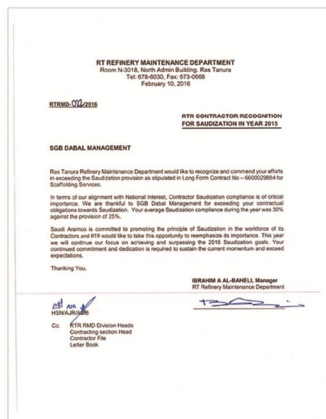 RT REFINERY MAINTENANCE DEPARTMENT
Room N-3018, North Admin Building, Ras Tanura
Tel: 678-6030, Fax: 673-0668
February 10, 2016
RTRMD- /2016
RTR CONTRACTOR RECOGNITION
FOR SAUDIZATION IN YEAR 2015
SGB DABAL MANAGEMENT
Ras Tanura Refinery Maintenance Department would like to recognize and commend your efforts
in exceeding the Saudization provision as stipulated in Long Form Contract No – 6600029884 for
Scaffolding Services.
In terms of our alignment with National Interest, Contractor Saudization compliance is of critical
importance. We are thankful to SGB Dabal Management for exceeding your contractual
obligations towards Saudization. Your average Saudization compliance during the year was 30%
against the provision of 25%.
Saudi Aramco is committed to promoting the principle of Saudization in the workforce of its
Contractors and RTR would like to take this opportunity to reemphasize its importance. This year
we will continue our focus on achieving and surpassing the 2016 Saudization goals. Your
continued commitment and dedication is required to sustain the current momentum and exceed
expectations.
Thanking You.
IBRAHIM A AL-BAHELI, Manager
RT Refinery Maintenance Department
HSN/AJR/
Cc: RTR RMD Division Heads
Contracting section Head
Contractor File
Letter Book